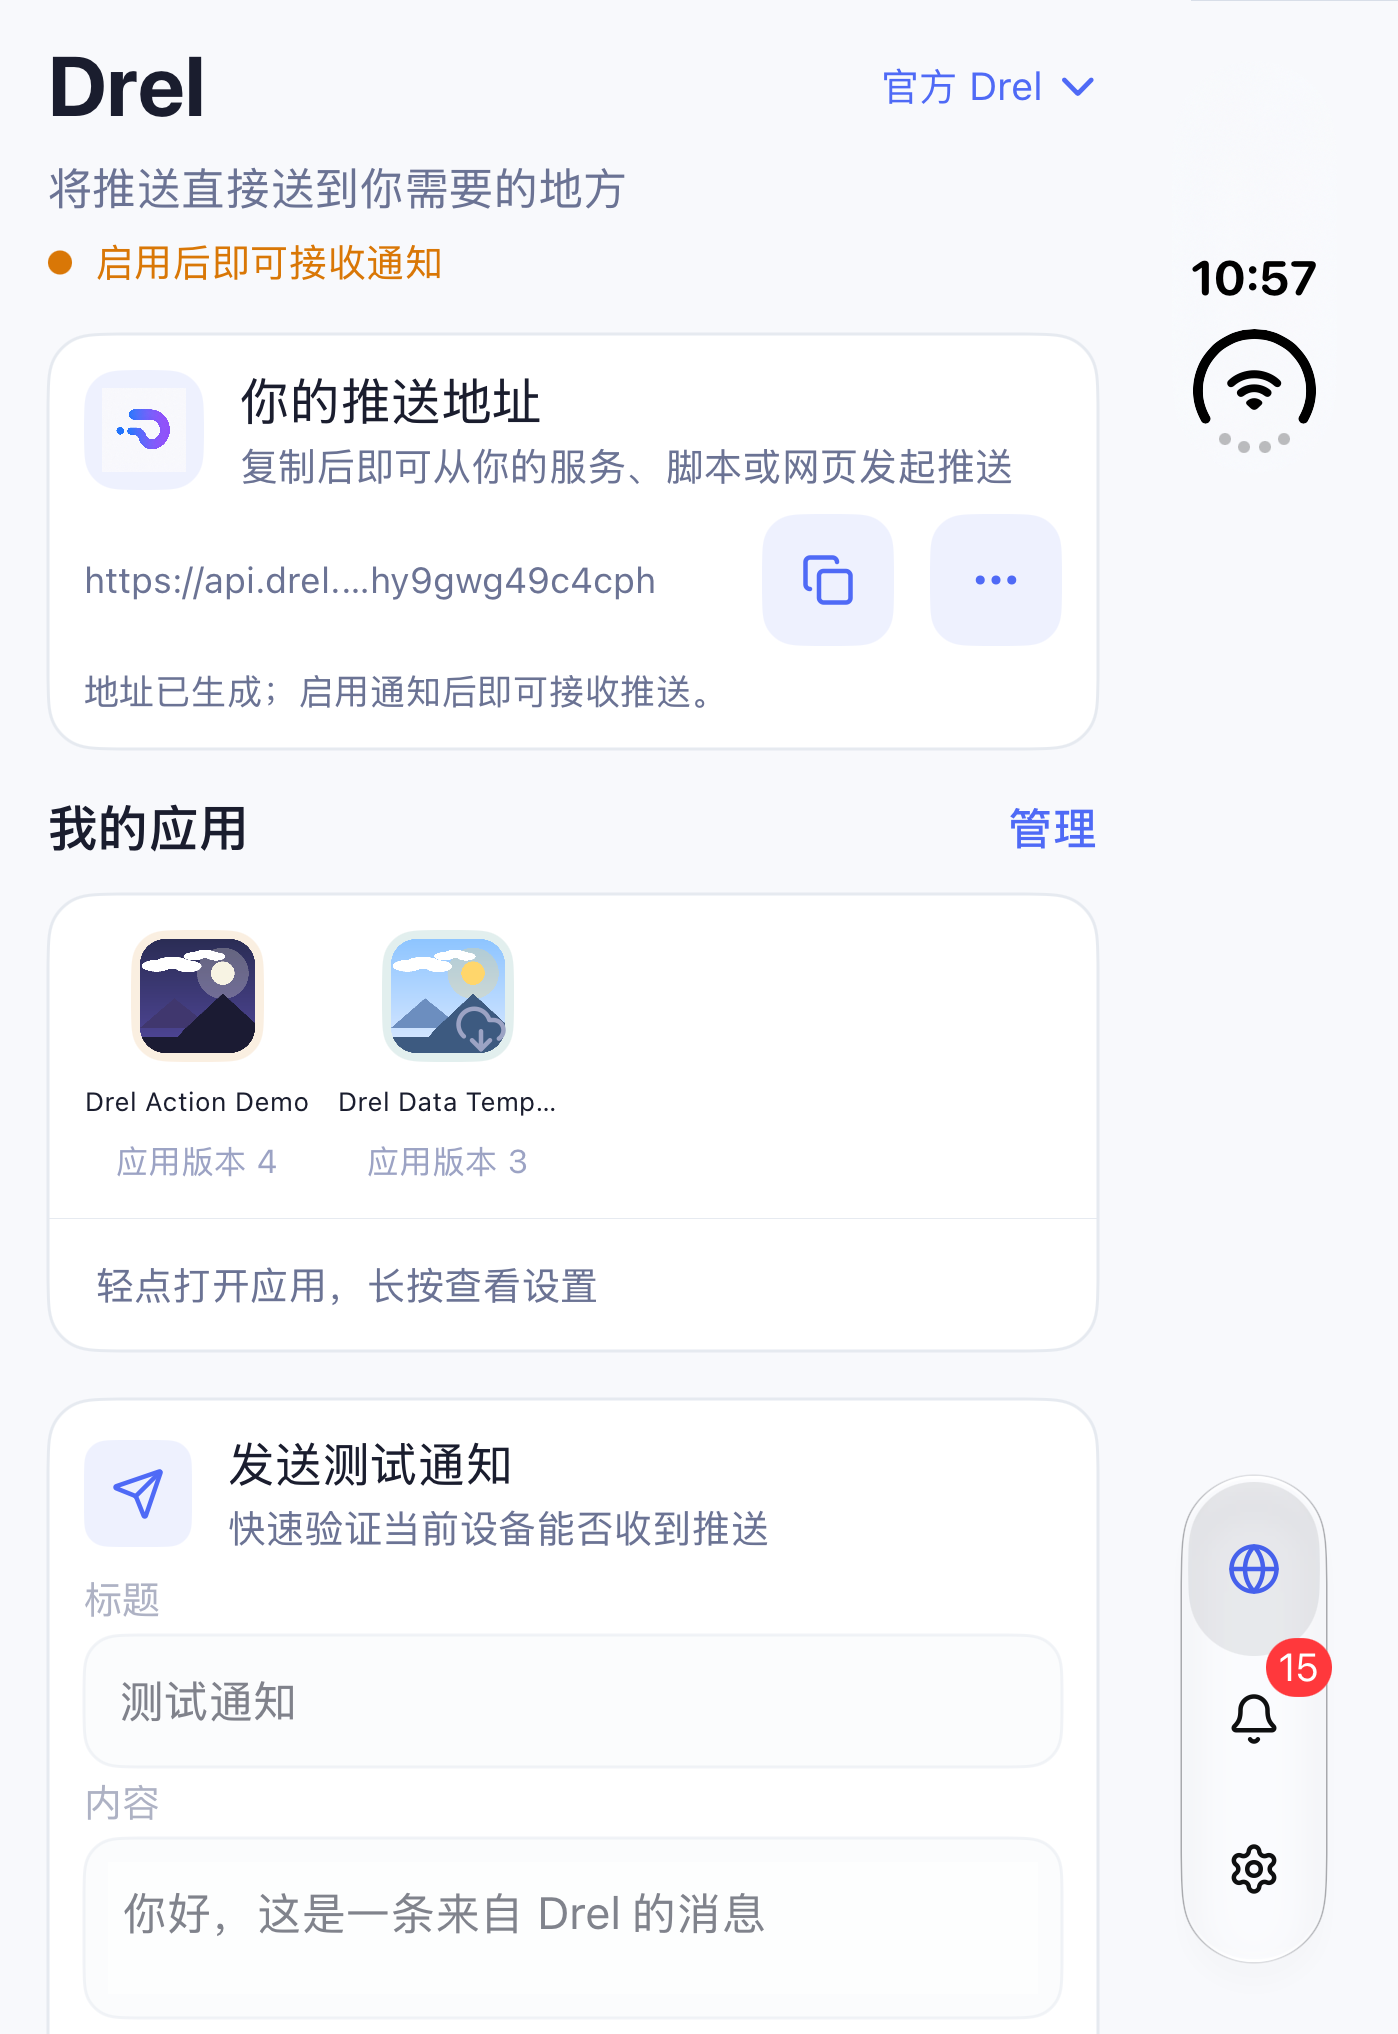 Drel
官方 Drel
将推送直接送到你需要的地方
启用后即可接收通知
10:57
你的推送地址
复制后即可从你的服务、脚本或网页发起推送
https://api.drel....hy9gwg49c4cph
地址已生成；启用通知后即可接收推送。
我的应用
管理
Drel Action Demo
Drel Data Temp...
应用版本 4
应用版本 3
轻点打开应用，长按查看设置
发送测试通知
快速验证当前设备能否收到推送
标题
15
测试通知
内容
你好，这是一条来自 Drel 的消息